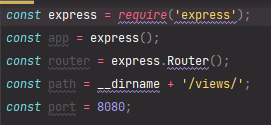 const express = require('express');
const app = express();
const router = express.Router();
const path = __dirname + '/views/';
const port = 8080;